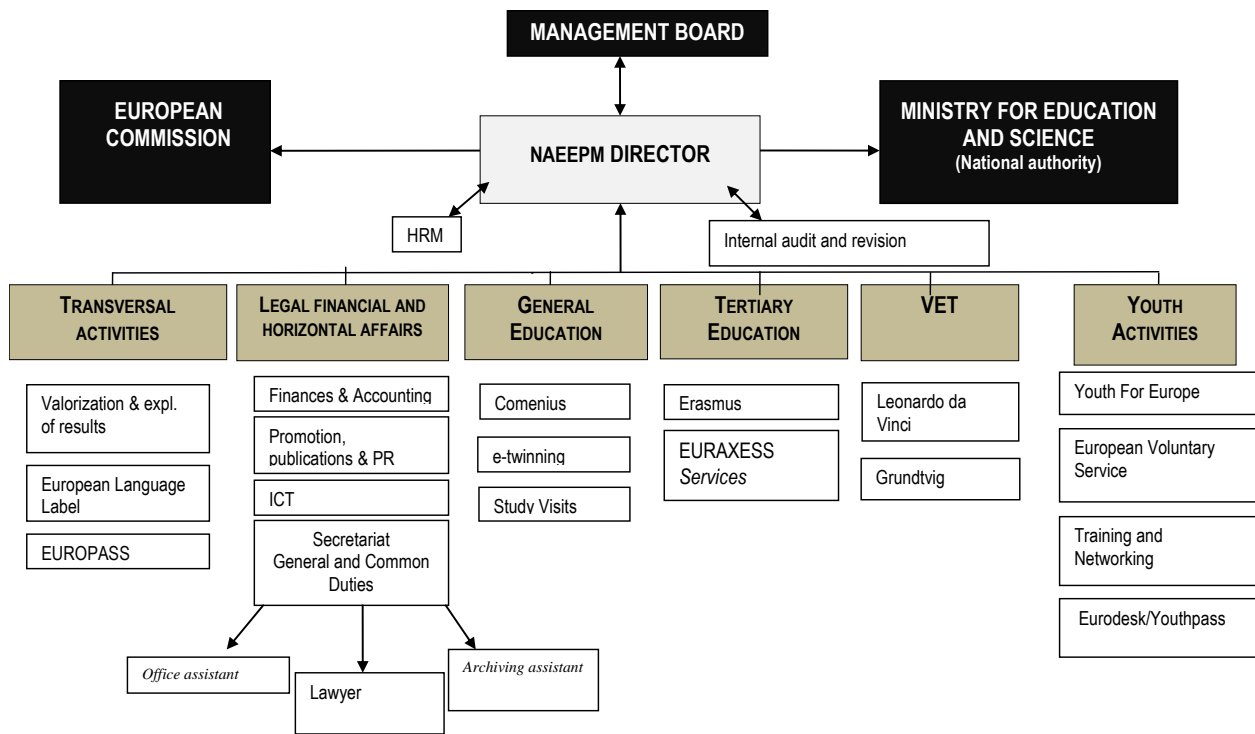 MANAGEMENT BOARD
EUROPEAN
COMMISSION
NAEEPM DIRECTOR
MINISTRY FOR EDUCATION
AND SCIENCE
(National authority)
HRM
Internal audit and revision
TRANSVERSAL
ACTIVITIES
LEGAL FINANCIAL AND
HORIZONTAL AFFAIRS
GENERAL
EDUCATION
TERTIARY
EDUCATION
VET
YOUTH
ACTIVITIES
Valorization & expl.
of results
European Language
Label
EUROPASS
Finances & Accounting
Promotion,
publications & PR
ICT
Secretariat
General and Common
Duties
Office assistant
Lawyer
Archiving assistant
Comenius
e-twinning
Study Visits
Erasmus
EURAXESS
Services
Leonardo da
Vinci
Grundtvig
Youth For Europe
European Voluntary
Service
Training and
Networking
Eurodesk/Youthpass